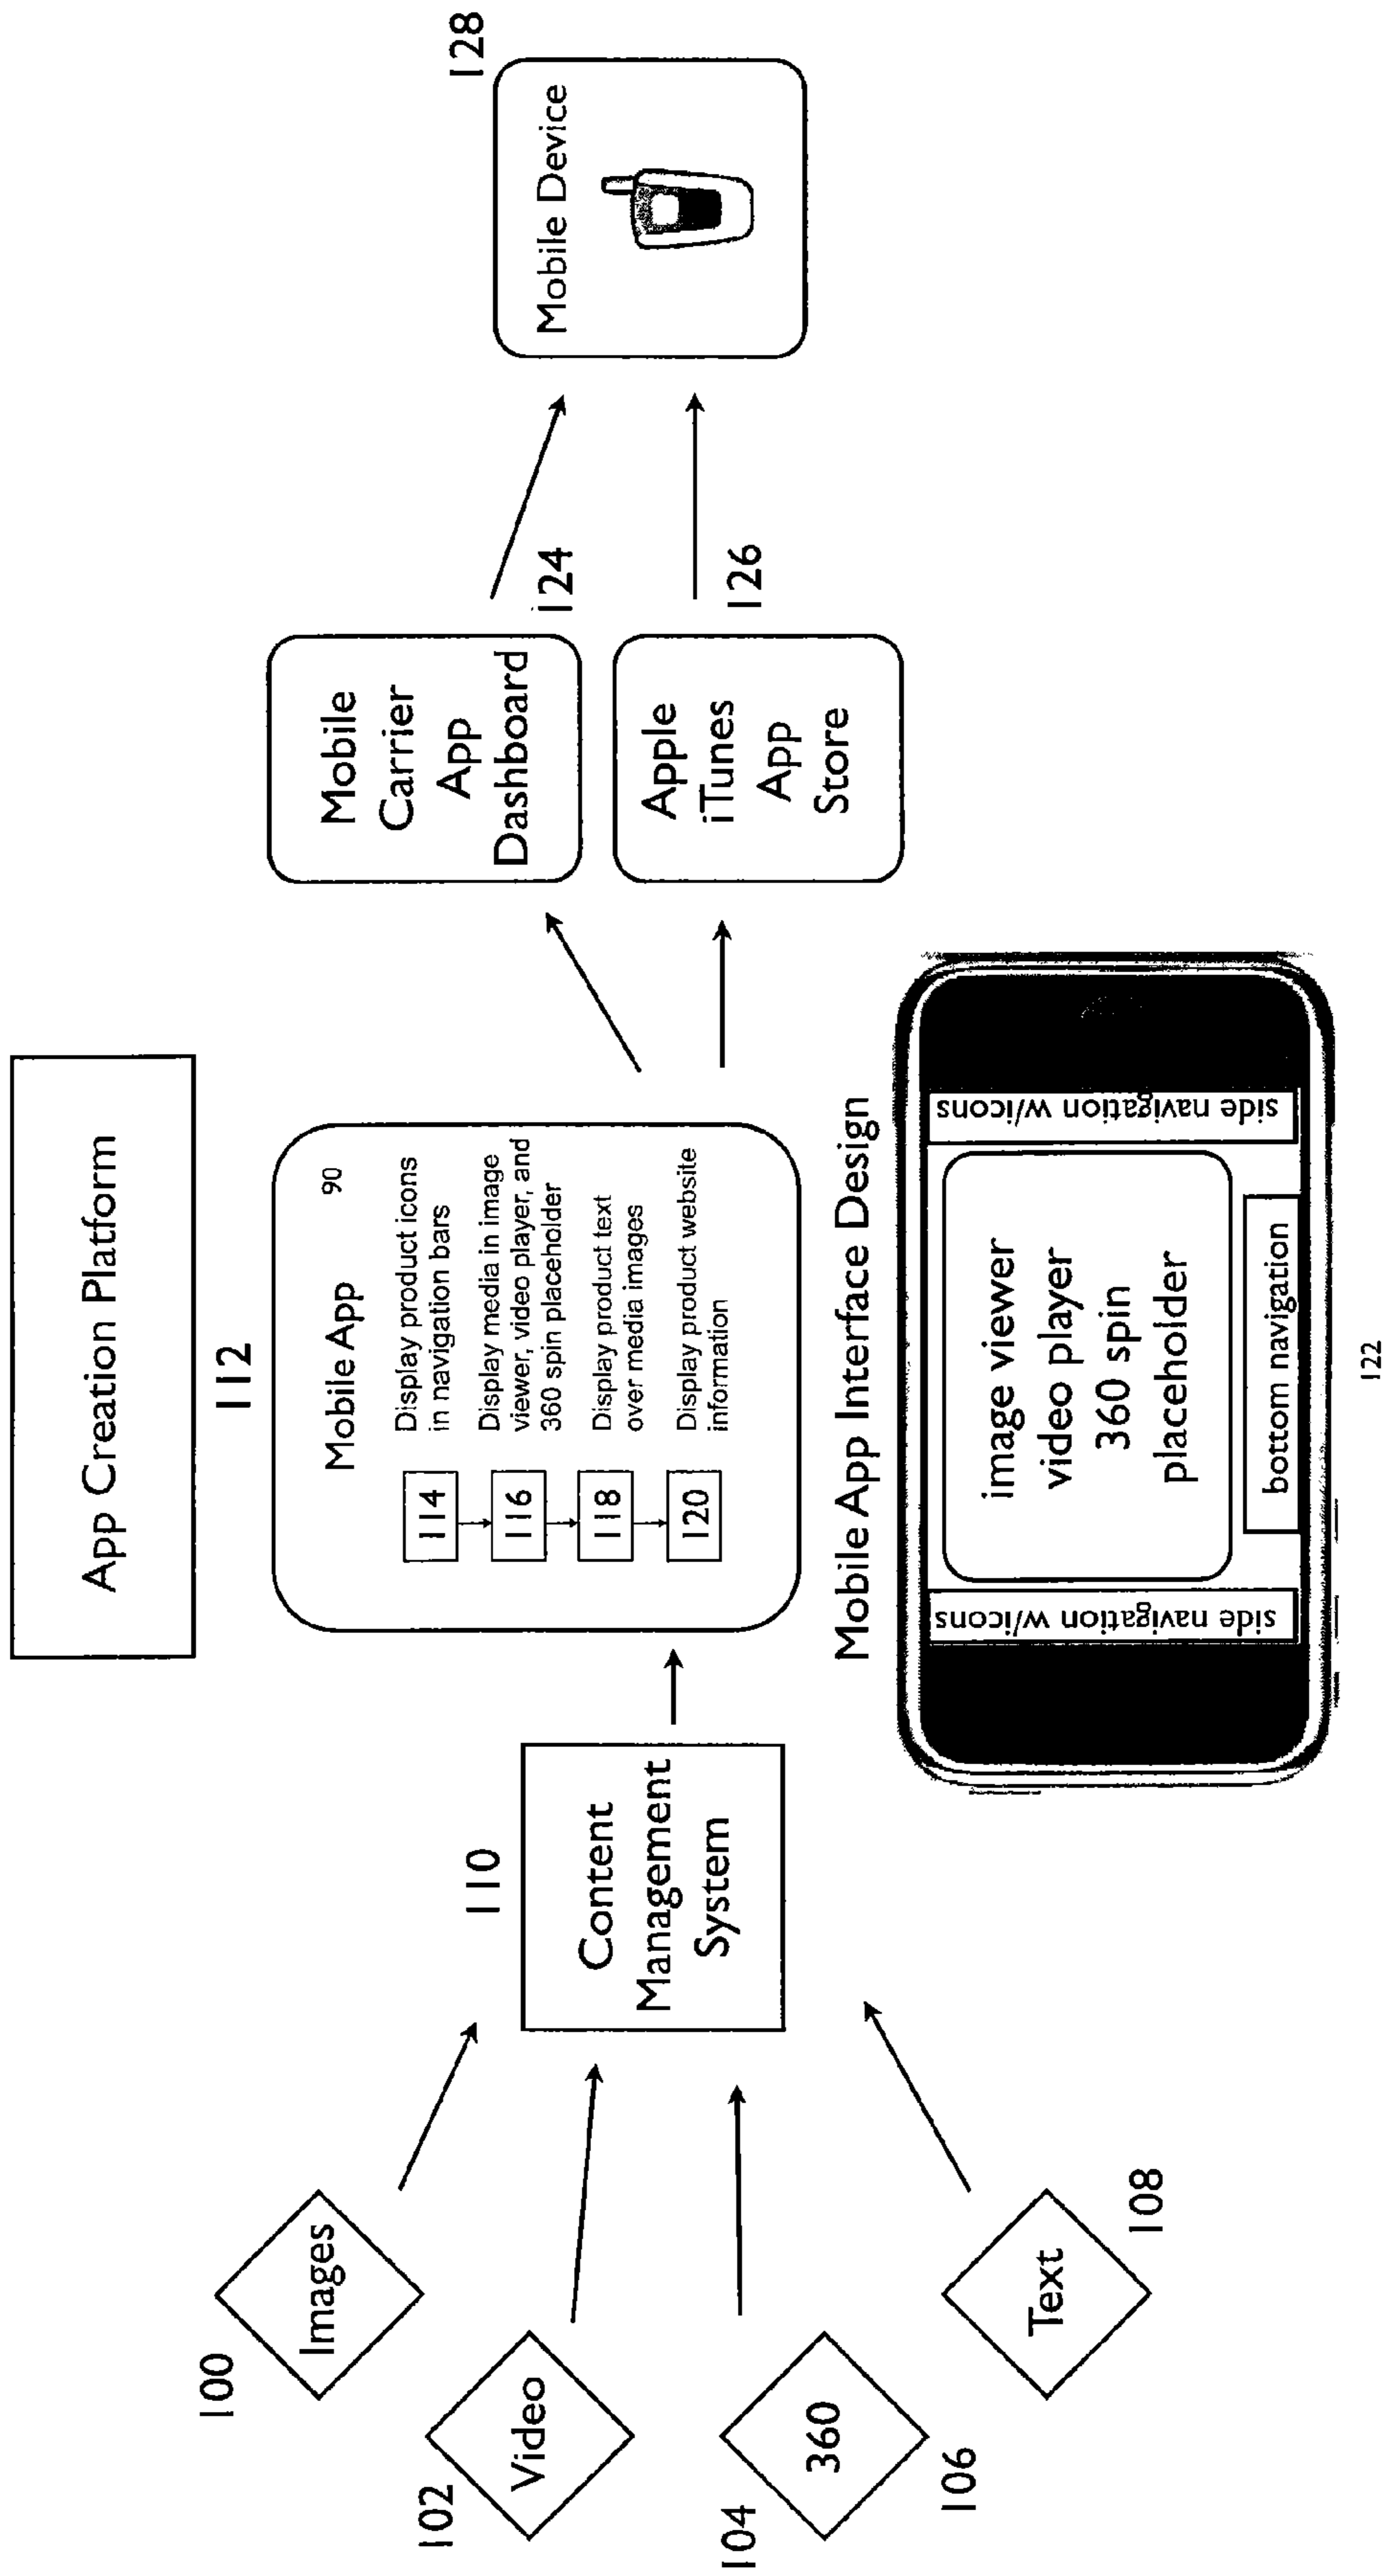 App Creation Platform
100
Images
102
Video
104
360
106
Text
108
110
Content
Management
System
112
Mobile App
90
114
Display product icons
in navigation bars
116
Display media in image
viewer, video player, and
360 spin placeholder
118
Display product text
over media images
120
Display product website
information
Mobile App Interface Design
side navigation w/icons
image viewer
video player
360 spin
placeholder
side navigation w/icons
bottom navigation
122
Mobile
Carrier
App
Dashboard
124
Apple
iTunes
App
Store
126
128
Mobile Device